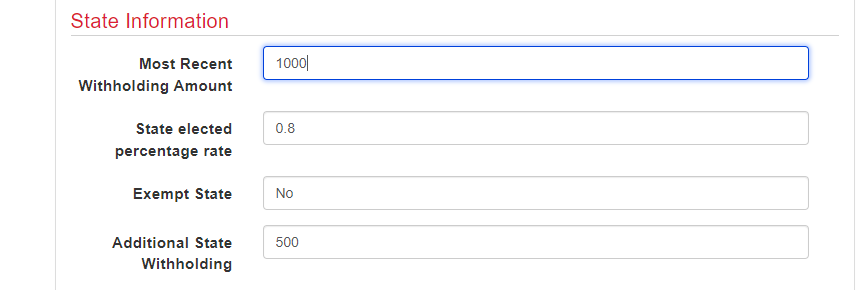 State Information
Most Recent
Withholding Amount
1000
State elected
percentage rate
0.8
Exempt State
No
Additional State
Withholding
500